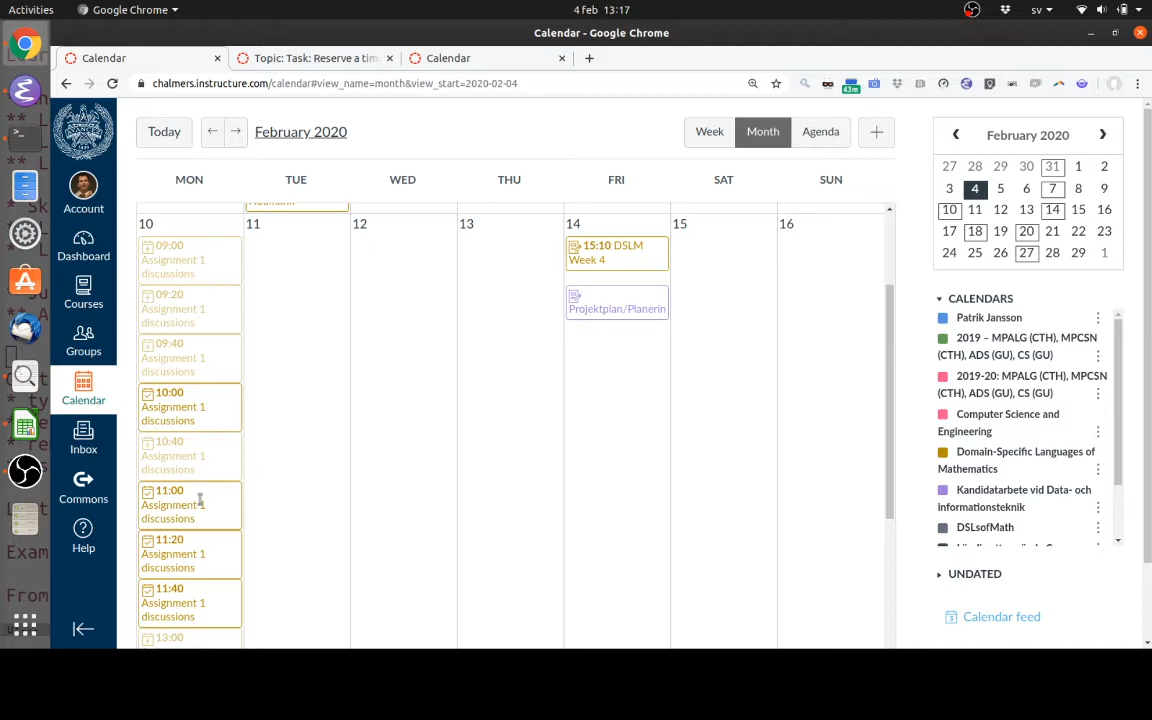 Activities
Google Chrome
4 feb 13:17
sv
Calendar - Google Chrome
Calendar
Topic: Task: Reserve a tim
Calendar
chalmers.instructure.com/calendar#view_name=month&view_start=2020-02-04
43m
Account
Dashboard
Courses
Groups
Calendar
Inbox
Commons
Help
Today
February 2020
Week
Month
Agenda
MON
TUE
WED
THU
FRI
SAT
SUN
10
11
12
13
14
15
16
09:00
Assignment 1
discussions
09:20
Assignment 1
discussions
09:40
Assignment 1
discussions
10:00
Assignment 1
discussions
10:40
Assignment 1
discussions
11:00
Assignment 1
discussions
11:20
Assignment 1
discussions
11:40
Assignment 1
discussions
13:00
15:10 DSLM
Week 4
Projektplan/Planerin
February 2020
27 28 29 30 31 1 2
3 4 5 6 7 8 9
10 11 12 13 14 15 16
17 18 19 20 21 22 23
24 25 26 27 28 29 1
CALENDARS
Patrik Jansson
2019 – MPALG (CTH), MPCSN
(CTH), ADS (GU), CS (GU)
2019-20: MPALG (CTH), MPCSN
(CTH), ADS (GU), CS (GU)
Computer Science and
Engineering
Domain-Specific Languages of
Mathematics
Kandidatarbete vid Data- och
informationsteknik
DSLsofMath
UNDATED
Calendar feed
Exam
From